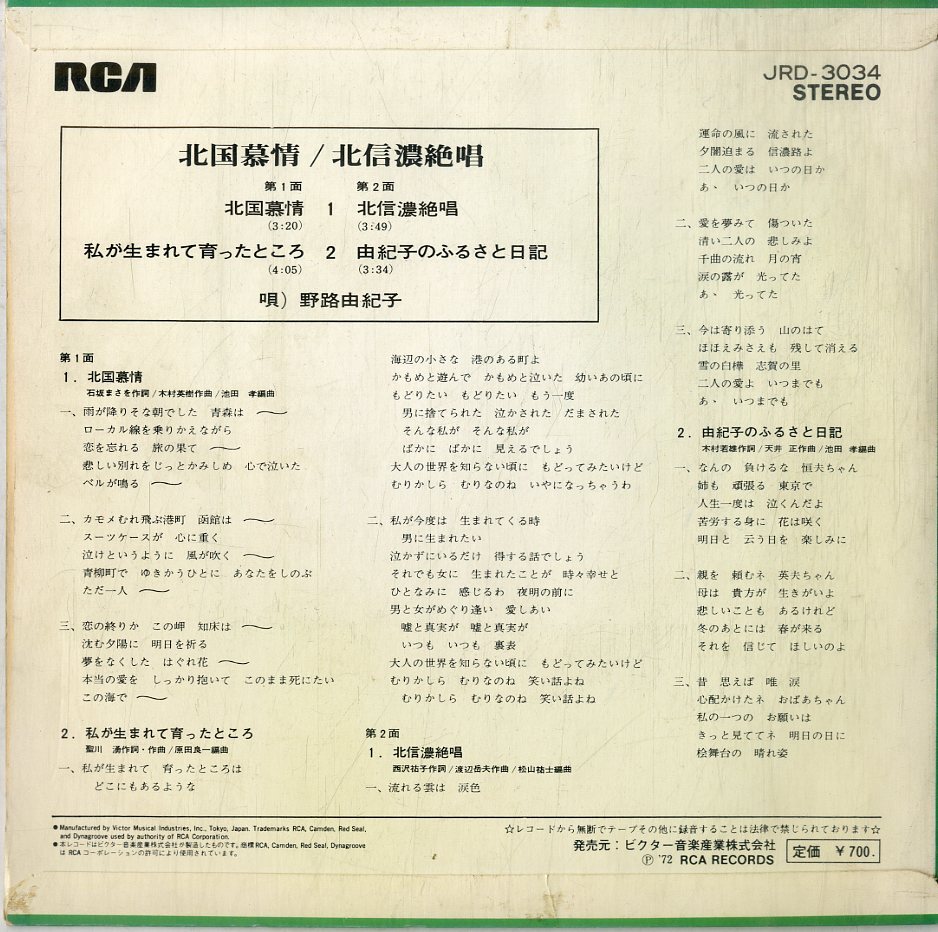 RCA
JRD-3034
STEREO
北国慕情/北信濃絶唱
第1面 第2面
北国慕情 1 北信濃絶唱
(3:20) (3:49)
私が生まれて育ったところ 2 由紀子のふるさと日記
(4:05) (3:34)
唄) 野路由紀子
第1面
1. 北国慕情
石坂まさを作詞/木村英樹作曲/池田 孝編曲
一、雨が降りそな朝でした 青森は 〜
ローカル線を乗りかえながら
恋を忘れる 旅の果て 〜
悲しい別れをじっとかみしめ 心で泣いた
ベルが鳴る 〜
二、カモメむれ飛ぶ港町 函館は 〜
スーツケースが 心に重く
泣けというように 風が吹く 〜
青柳町で ゆきかうひとに あなたをしのぶ
ただ一人 〜
三、恋の終りか この岬 知床は 〜
沈む夕陽に 明日を祈る
夢をなくした はぐれ花 〜
本当の愛を しっかり抱いて このまま死にたい
この海で 〜
2. 私が生まれて育ったところ
聖川 湧作詞・作曲/原田良一編曲
一、私が生まれて 育ったところは
どこにもあるような
海辺の小さな 港のある町よ
かもめと遊んで かもめと泣いた 幼いあの頃に
もどりたい もどりたい もう一度
男に捨てられた 泣かされた だまされた
そんな私が そんな私が
ばかに ばかに 見えるでしょう
大人の世界を知らない頃に もどってみたいけど
むりかしら むりなのね いやになっちゃうわ
二、私が今度は 生まれてくる時
男に生まれたい
泣かずにいるだけ 得する話でしょう
それでも女に 生まれたことが 時々幸せと
ひとなみに 感じるわ 夜明の前に
男と女がめぐり逢い 愛しあい
嘘と真実が 嘘と真実が
いつも いつも 裏表
大人の世界を知らない頃に もどってみたいけど
むりかしら むりなのね 笑い話よね
むりかしら むりなのね 笑い話よね
第2面
1. 北信濃絶唱
西沢祐子作詞/渡辺岳夫作曲/松山祐士編曲
一、流れる雲は 涙色
運命の風に 流された
夕闇迫まる 信濃路よ
二人の愛は いつの日か
あゝ いつの日か
二、愛を夢みて 傷ついた
清い二人の 悲しみよ
千曲の流れ 月の宵
涙の露が 光ってた
あゝ 光ってた
三、今は寄り添う 山のはて
ほほえみさえも 残して消える
雪の白樺 志賀の里
二人の愛よ いつまでも
あゝ いつまでも
2. 由紀子のふるさと日記
木村若雄作詞/天井 正作曲/池田 孝編曲
一、なんの 負けるな 恒夫ちゃん
姉も 頑張る 東京で
人生一度は 泣くんだよ
苦労する身に 花は咲く
明日と 云う日を 楽しみに
二、親を 頼むネ 英夫ちゃん
母は 貴方が 生きがいよ
悲しいことも あるけれど
冬のあとには 春が来る
それを 信じて ほしいのよ
三、昔 思えば 唯 涙
心配かけたネ おばあちゃん
私の一つの お願いは
きっと見ててネ 明日の日に
桧舞台の 晴れ姿
●Manufactured by Victor Musical Industries, Inc., Tokyo, Japan. Trademarks RCA, Camden, Red Seal, and Dynagroove used by authority of RCA Corporation.
●本レコードはビクター音楽産業が製造したものです。商標RCA, Camden, Red Seal, Dynagroove
は RCA コーポレーションの許可により使用されています。
☆レコードから無断でテープその他に録音することは法律で禁じられております☆
発売元:ビクター音楽産業株式会社
Ⓟ '72 RCA RECORDS
定価 ¥700.